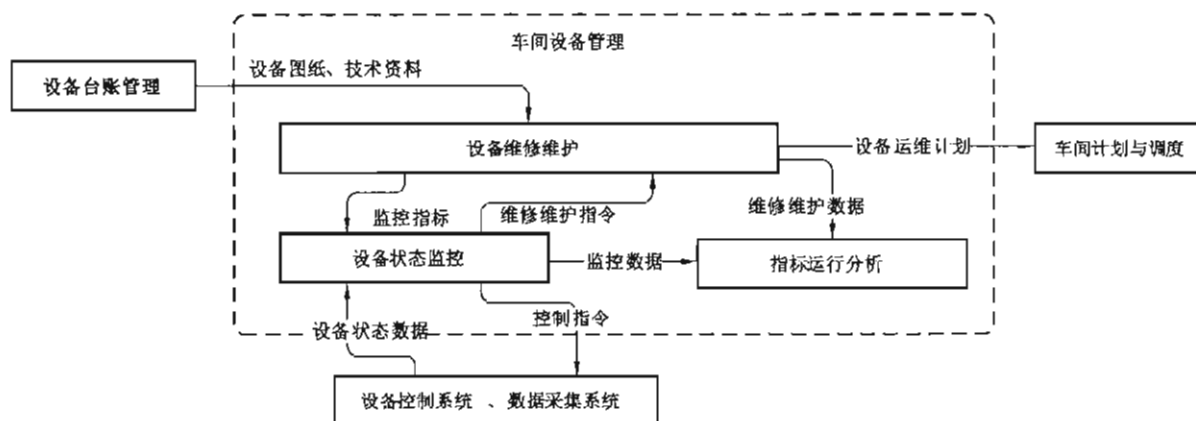 车间设备管理
设备图纸、技术资料
设备台账管理
设备维修维护
设备运维计划
车间计划与调度
监控指标
维修维护指令
维修维护数据
设备状态监控
监控数据
指标运行分析
设备状态数据
控制指令
设备控制系统 、数据采集系统